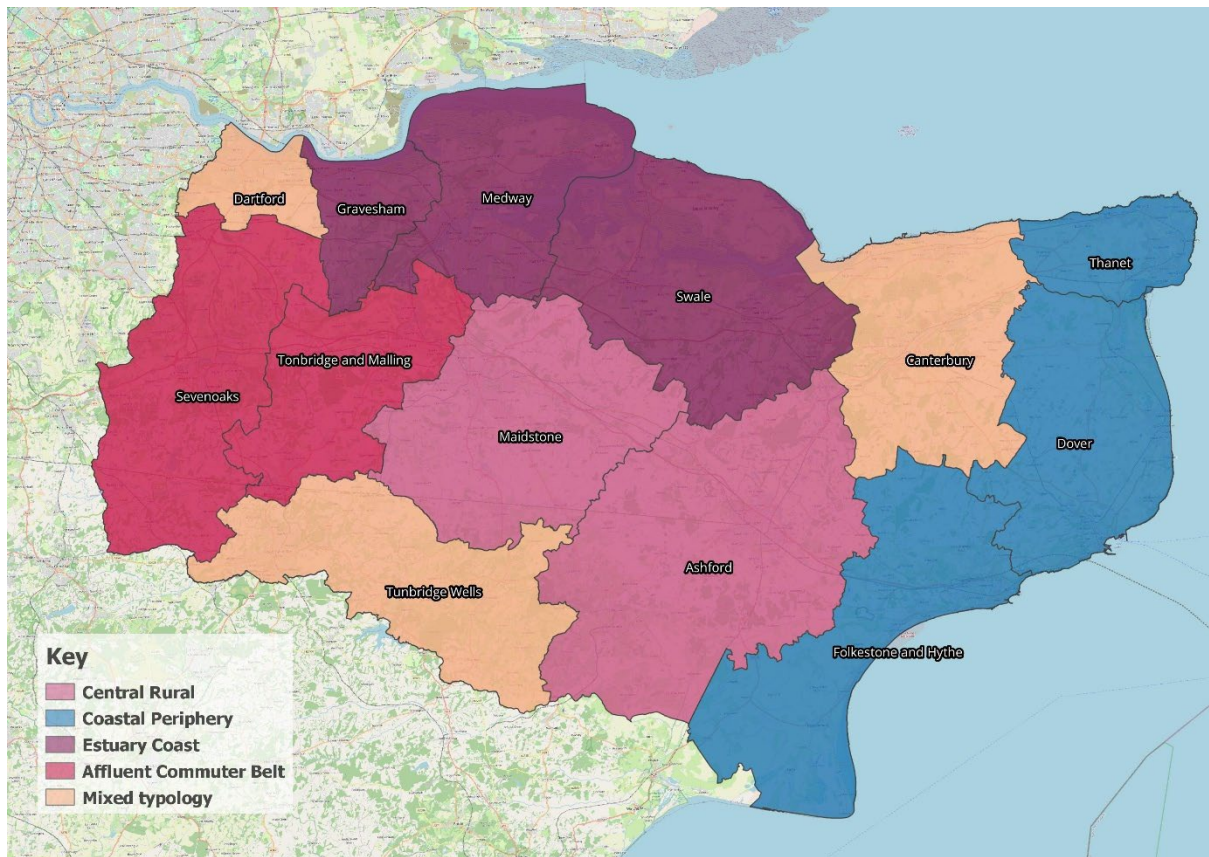 Dartford
Gravesham
Medway
Thanet
Swale
Canterbury
Tonbridge and Malling
Sevenoaks
Maidstone
Dover
Ashford
Tunbridge Wells
Folkestone and Hythe
Key
Central Rural
Coastal Periphery
Estuary Coast
Affluent Commuter Belt
Mixed typology